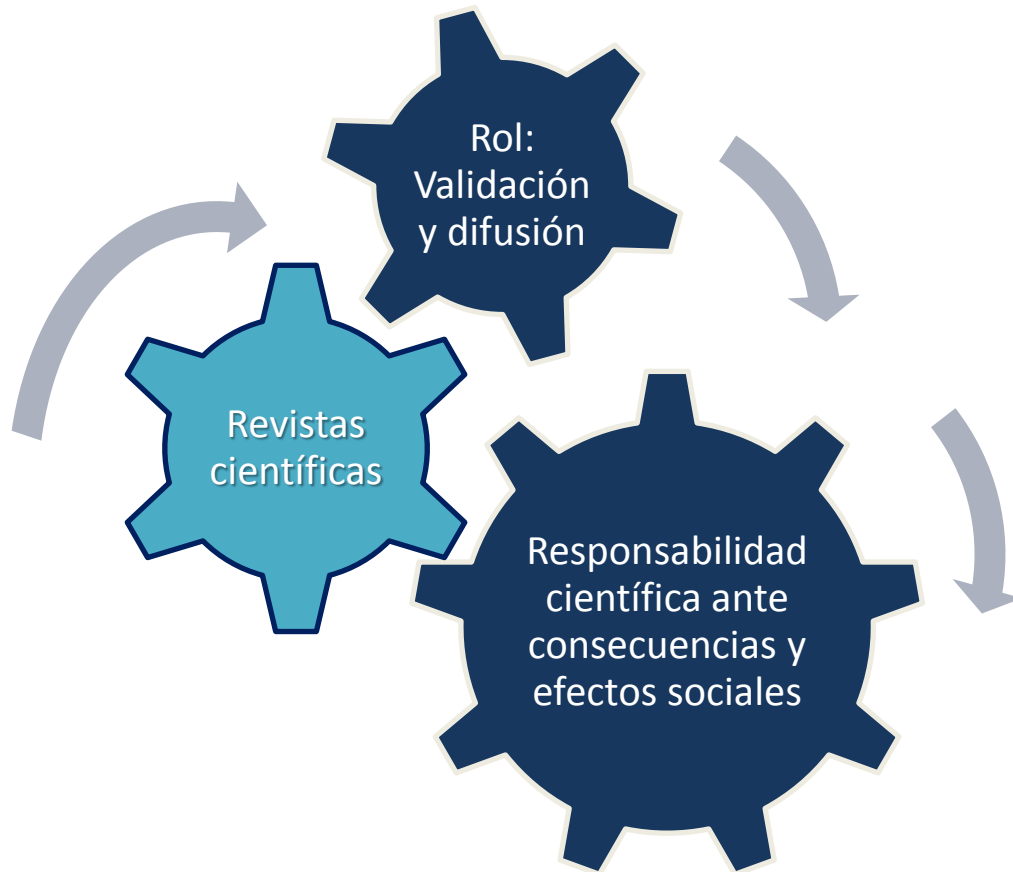 Rol:
Validación
y difusión
Revistas
científicas
Responsabilidad
científica ante
consecuencias y
efectos sociales